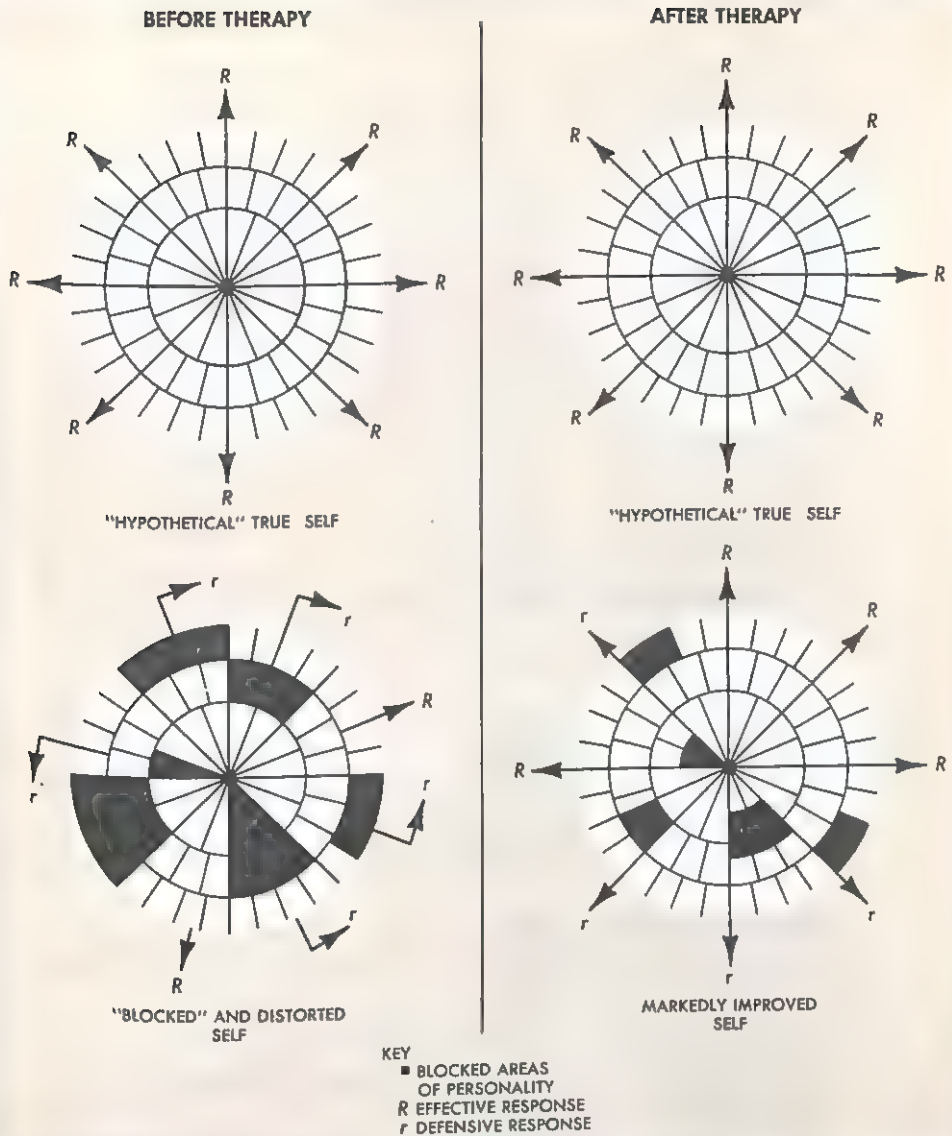 BEFORE THERAPY
R
R
R
R
R
R
R
R
"HYPOTHETICAL" TRUE SELF
r
r
R
r
r
r
R
"BLOCKED" AND DISTORTED
SELF
AFTER THERAPY
R
R
R
R
R
R
R
R
"HYPOTHETICAL" TRUE SELF
R
r
R
R
R
r
r
r
MARKEDLY IMPROVED
SELF
KEY
■ BLOCKED AREAS
OF PERSONALITY
R EFFECTIVE RESPONSE
r DEFENSIVE RESPONSE